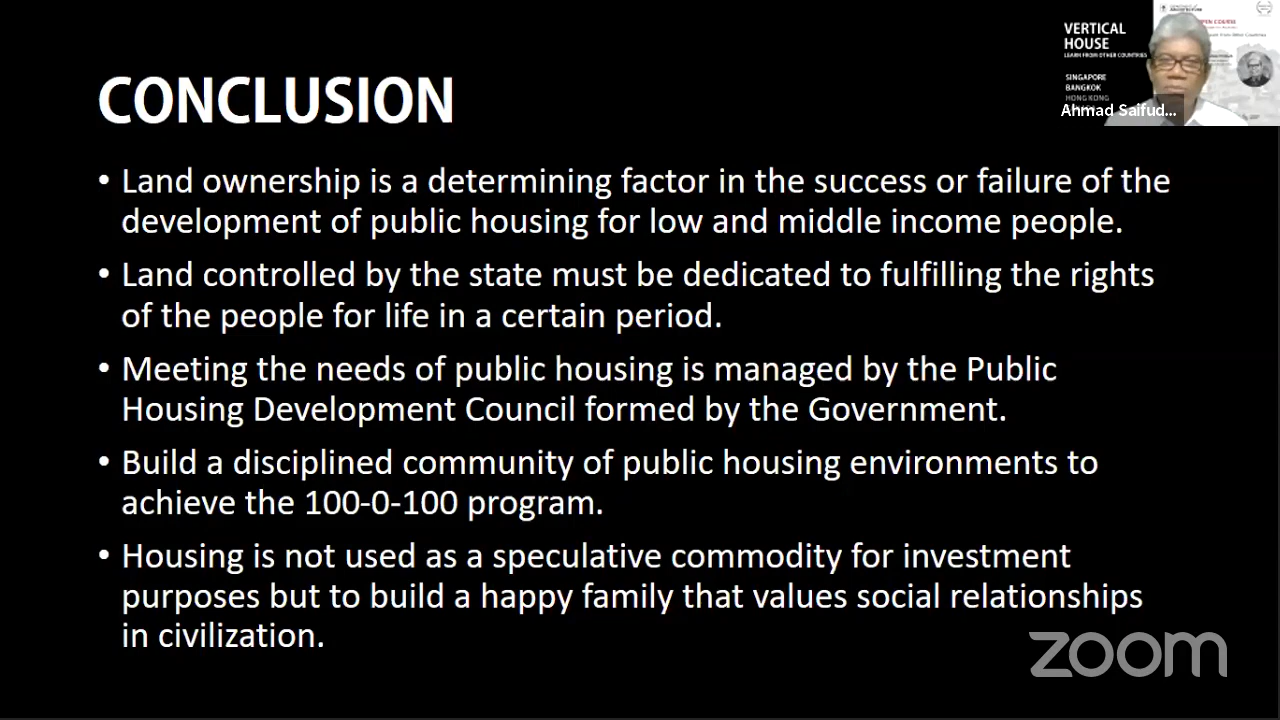 VERTICAL
HOUSE
LEARN FROM OTHER COUNTRIES
SINGAPORE
BANGKOK
HONG KONG
Ahmad Saifud...
CONCLUSION
• Land ownership is a determining factor in the success or failure of the
development of public housing for low and middle income people.
• Land controlled by the state must be dedicated to fulfilling the rights
of the people for life in a certain period.
• Meeting the needs of public housing is managed by the Public
Housing Development Council formed by the Government.
• Build a disciplined community of public housing environments to
achieve the 100-0-100 program.
• Housing is not used as a speculative commodity for investment
purposes but to build a happy family that values social relationships
in civilization.
zoom